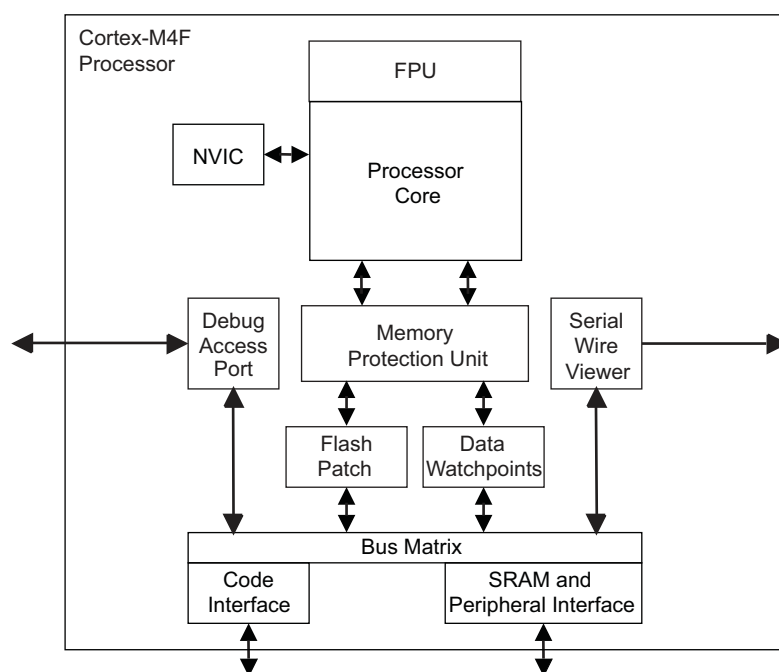 Cortex-M4F
Processor
FPU
NVIC
Processor
Core
Debug
Access
Port
Memory
Protection Unit
Serial
Wire
Viewer
Flash
Patch
Data
Watchpoints
Bus Matrix
Code
Interface
SRAM and
Peripheral Interface